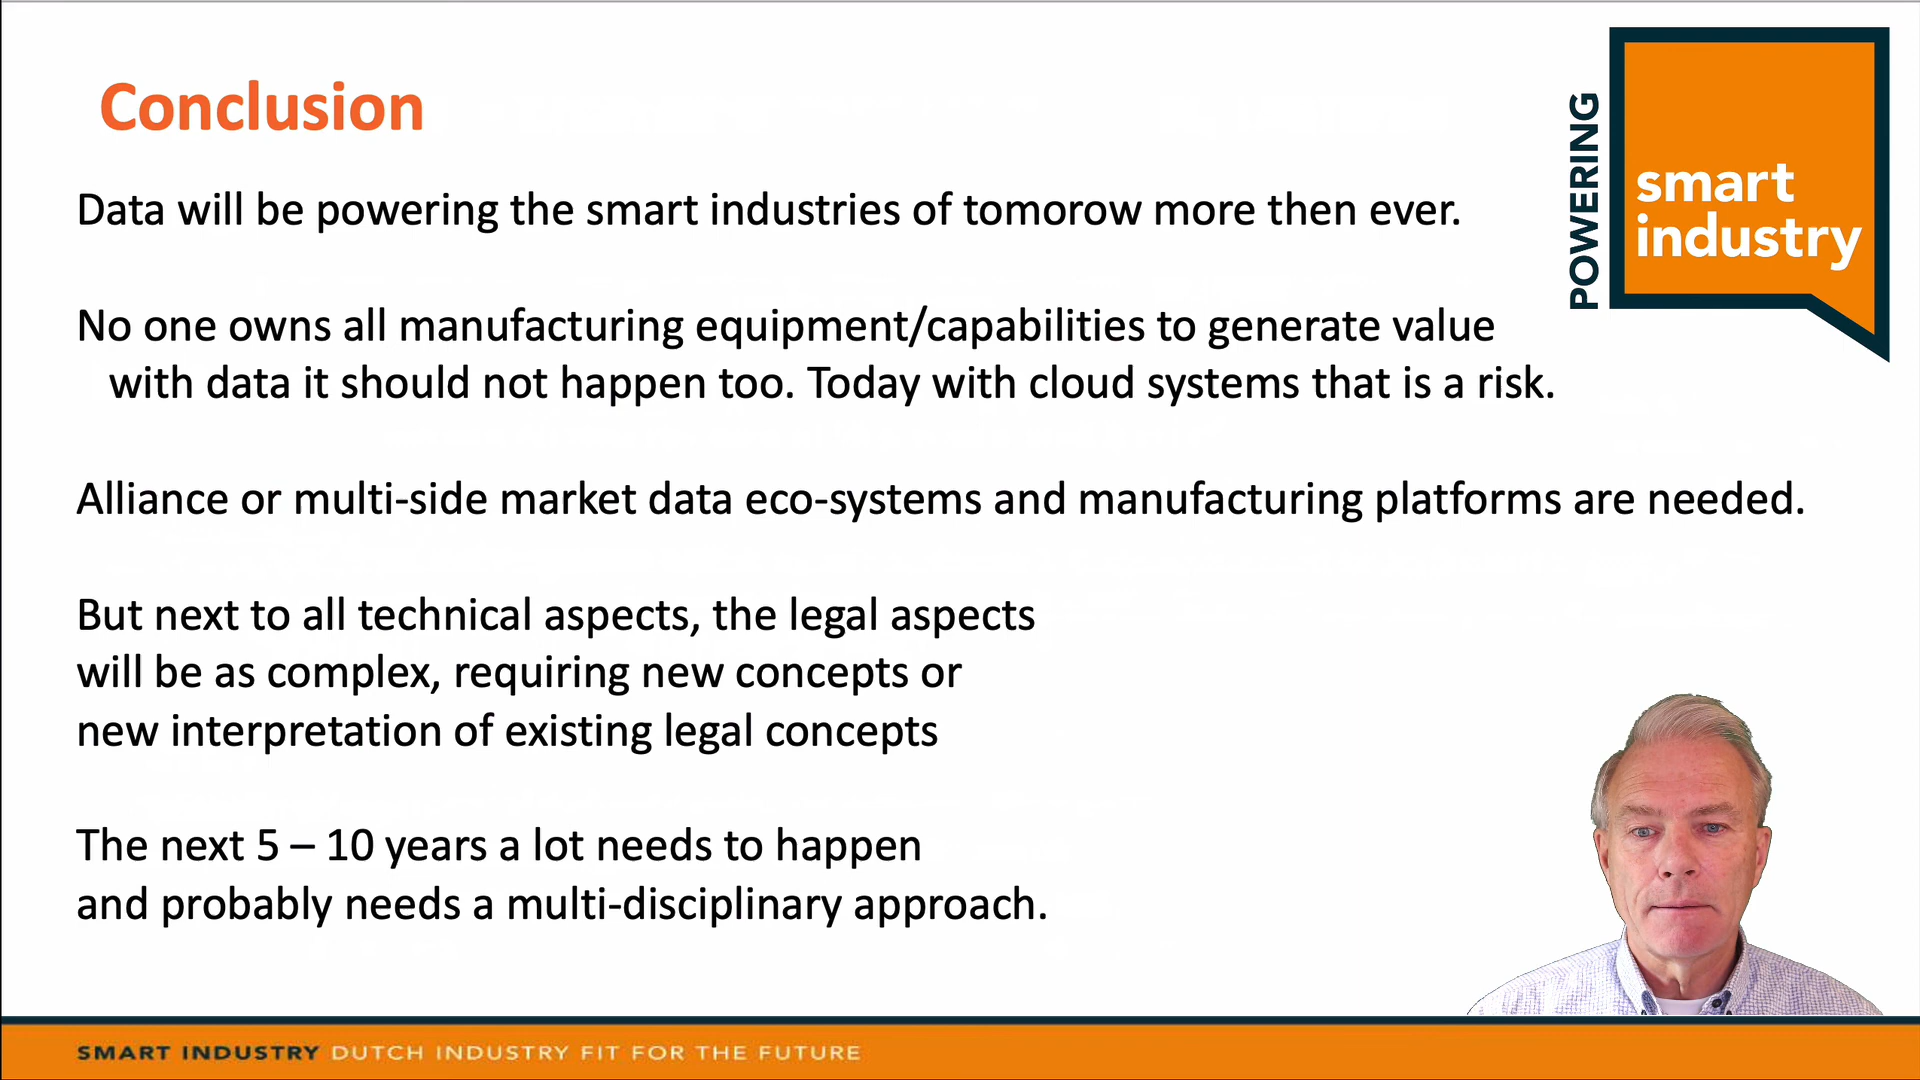 Conclusion
POWERING
smart
industry
Data will be powering the smart industries of tomorow more then ever.
No one owns all manufacturing equipment/capabilities to generate value
with data it should not happen too. Today with cloud systems that is a risk.
Alliance or multi-side market data eco-systems and manufacturing platforms are needed.
But next to all technical aspects, the legal aspects
will be as complex, requiring new concepts or
new interpretation of existing legal concepts
The next 5 – 10 years a lot needs to happen
and probably needs a multi-disciplinary approach.
SMART INDUSTRY DUTCH INDUSTRY FIT FOR THE FUTURE